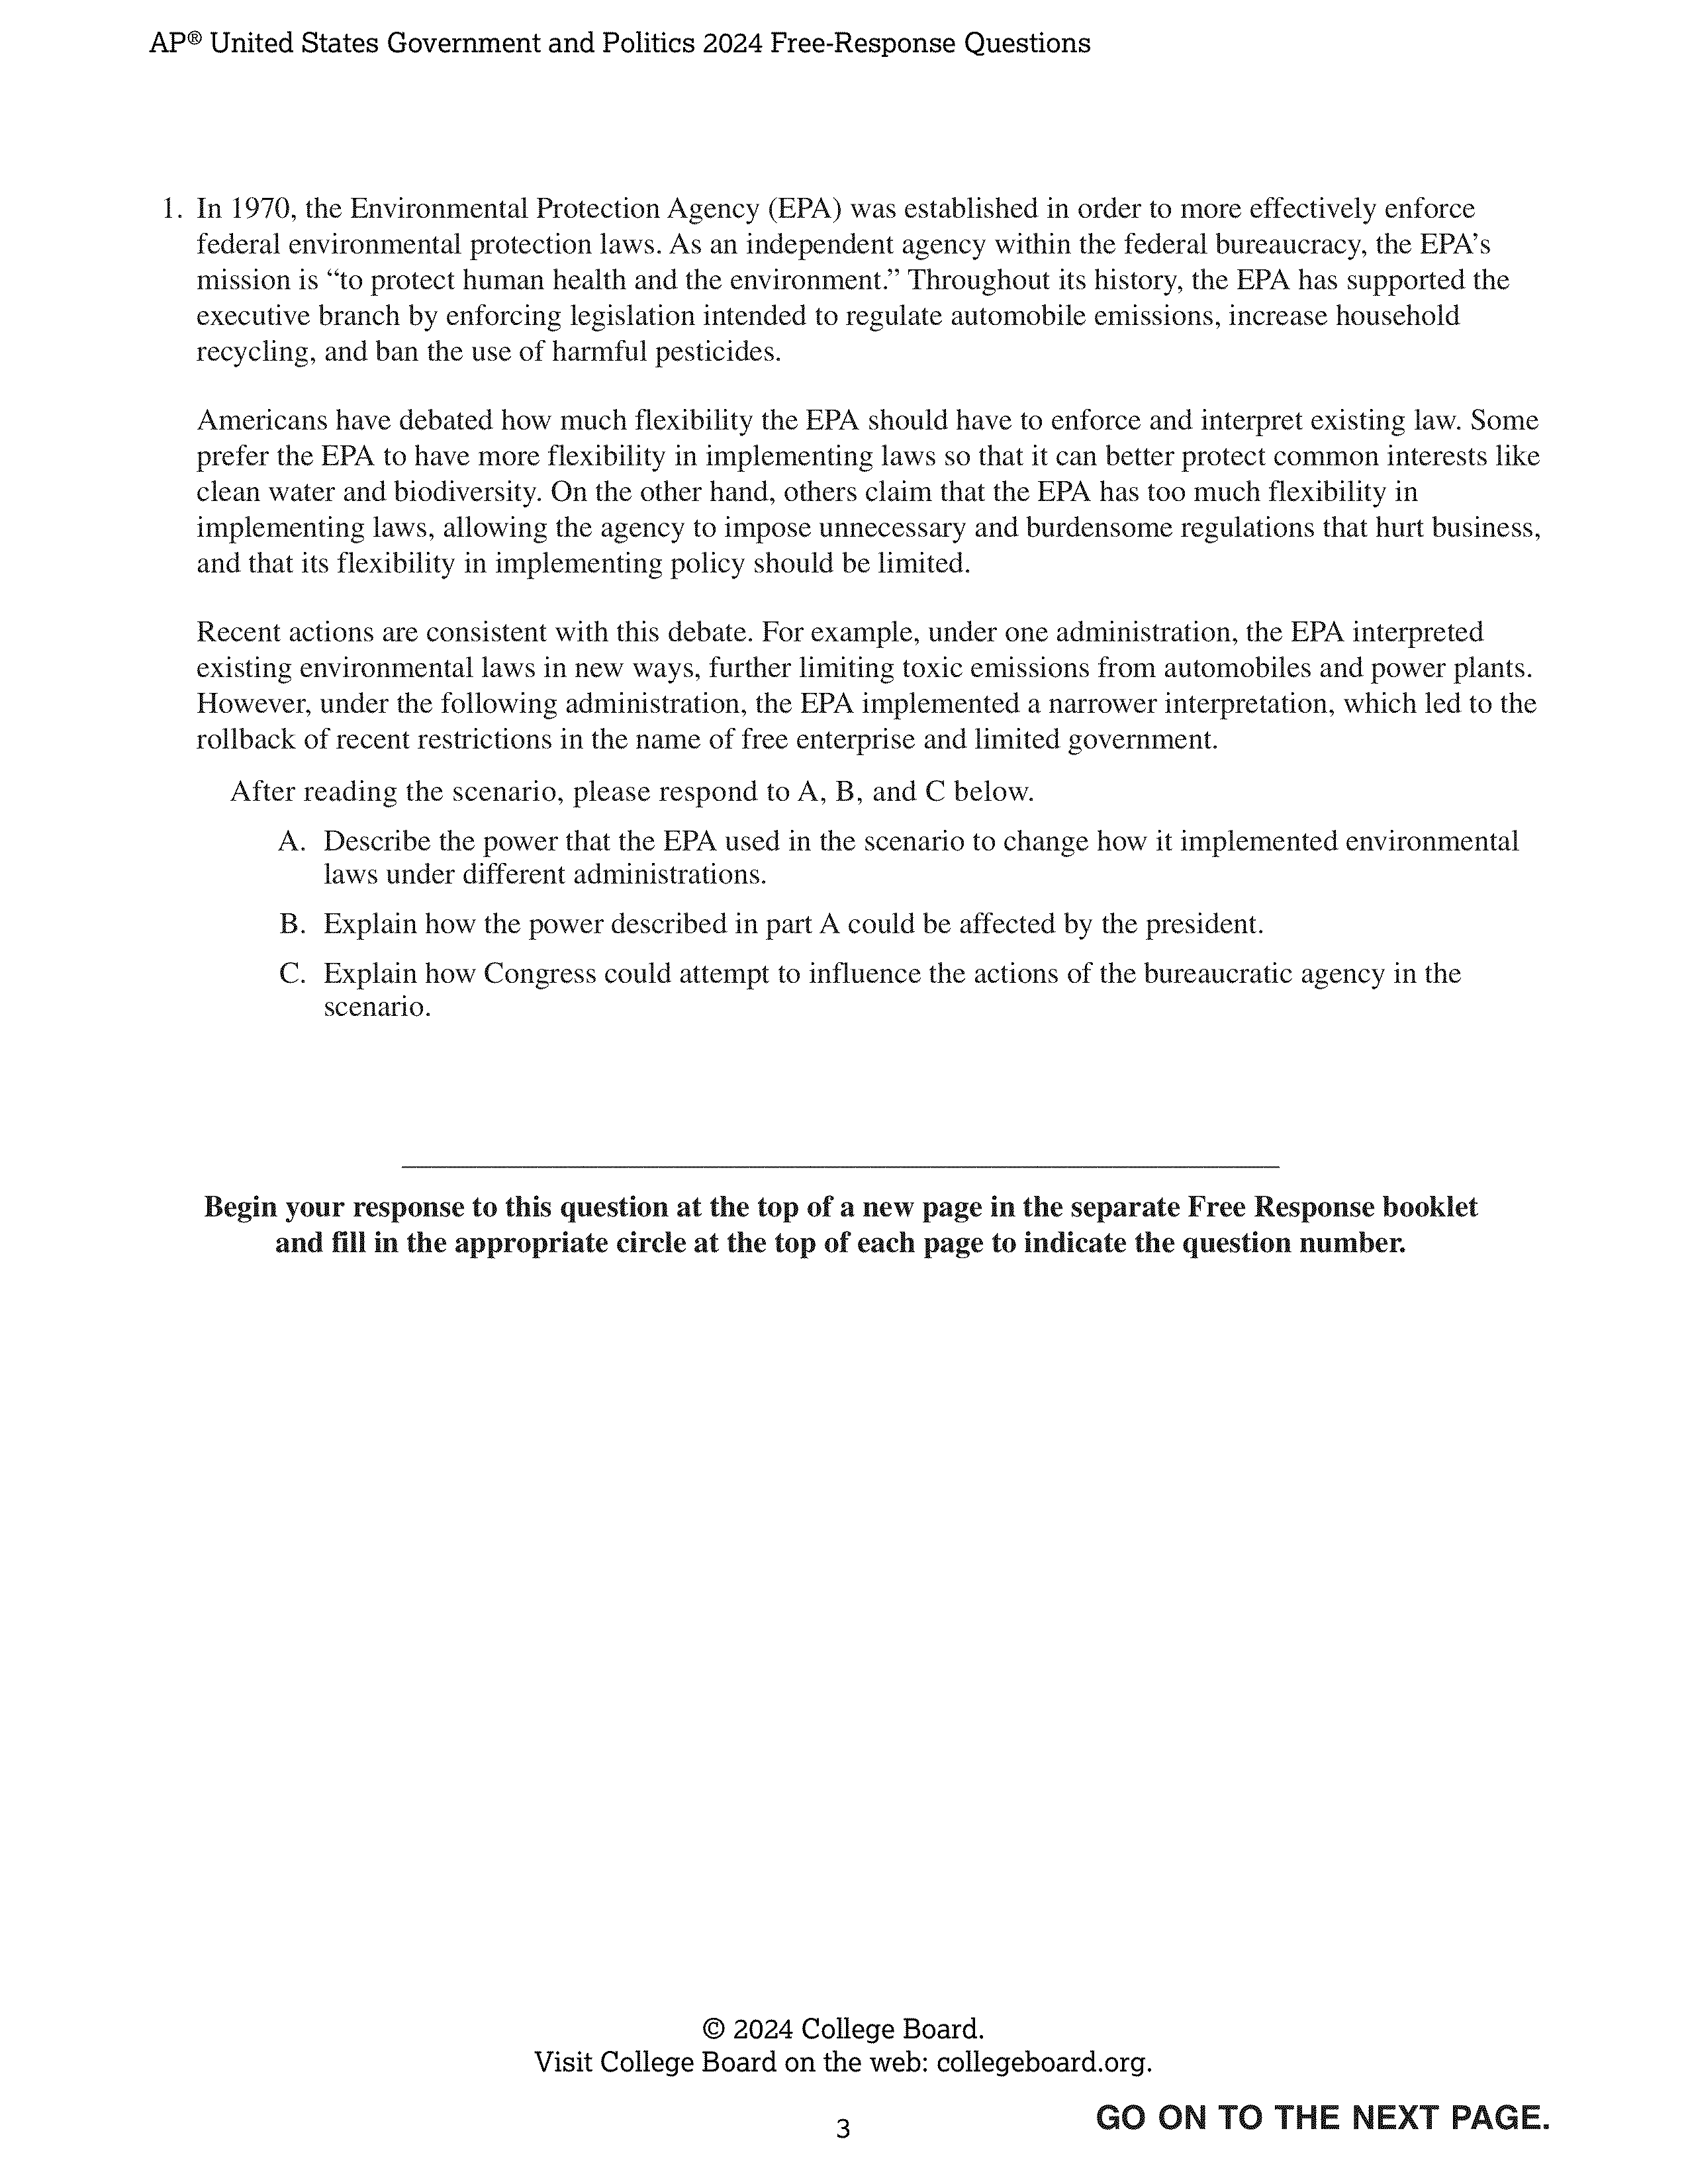 AP® United States Government and Politics 2024 Free-Response Questions
1. In 1970, the Environmental Protection Agency (EPA) was established in order to more effectively enforce
federal environmental protection laws. As an independent agency within the federal bureaucracy, the EPA’s
mission is “to protect human health and the environment.” Throughout its history, the EPA has supported the
executive branch by enforcing legislation intended to regulate automobile emissions, increase household
recycling, and ban the use of harmful pesticides.
Americans have debated how much flexibility the EPA should have to enforce and interpret existing law. Some
prefer the EPA to have more flexibility in implementing laws so that it can better protect common interests like
clean water and biodiversity. On the other hand, others claim that the EPA has too much flexibility in
implementing laws, allowing the agency to impose unnecessary and burdensome regulations that hurt business,
and that its flexibility in implementing policy should be limited.
Recent actions are consistent with this debate. For example, under one administration, the EPA interpreted
existing environmental laws in new ways, further limiting toxic emissions from automobiles and power plants.
However, under the following administration, the EPA implemented a narrower interpretation, which led to the
rollback of recent restrictions in the name of free enterprise and limited government.
After reading the scenario, please respond to A, B, and C below.
A. Describe the power that the EPA used in the scenario to change how it implemented environmental
laws under different administrations.
B. Explain how the power described in part A could be affected by the president.
C. Explain how Congress could attempt to influence the actions of the bureaucratic agency in the
scenario.
Begin your response to this question at the top of a new page in the separate Free Response booklet
and fill in the appropriate circle at the top of each page to indicate the question number.
© 2024 College Board.
Visit College Board on the web: collegeboard.org.
GO ON TO THE NEXT PAGE.
3